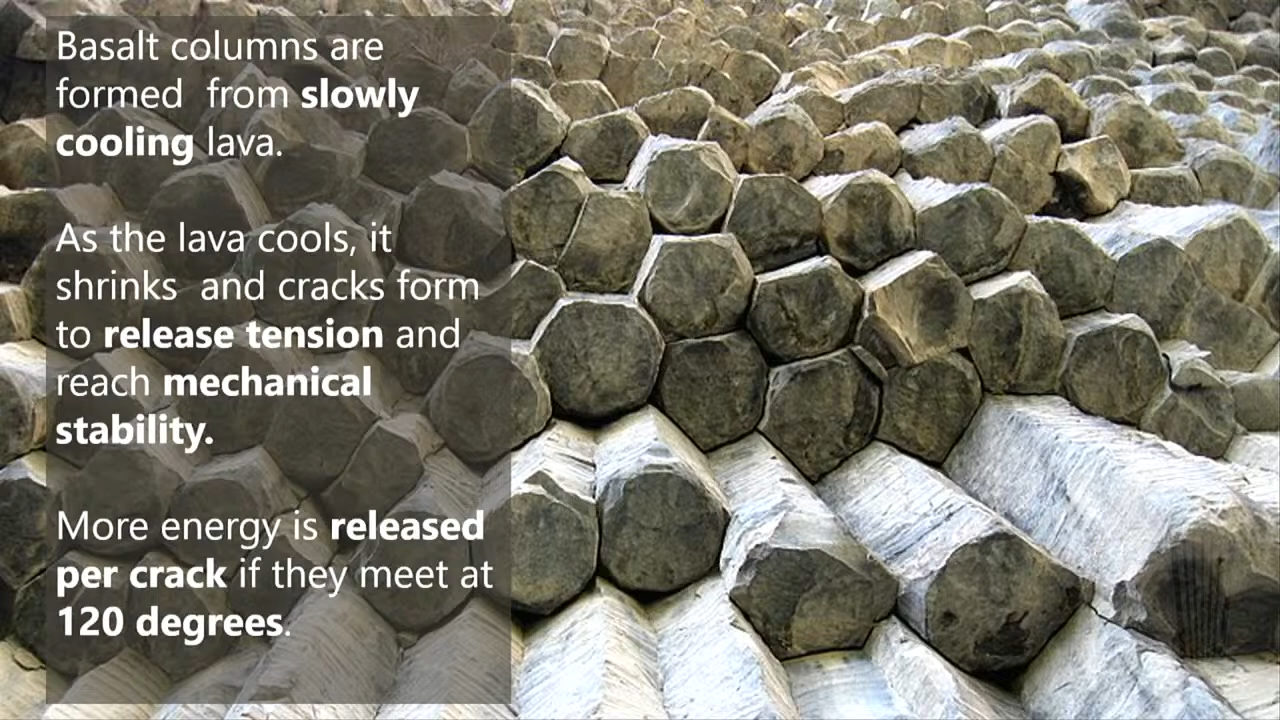 Basalt columns are
formed  from slowly
cooling lava.
As the lava cools, it
shrinks  and cracks form
to release tension and
reach mechanical
stability.
More energy is released
per crack if they meet at
120 degrees.